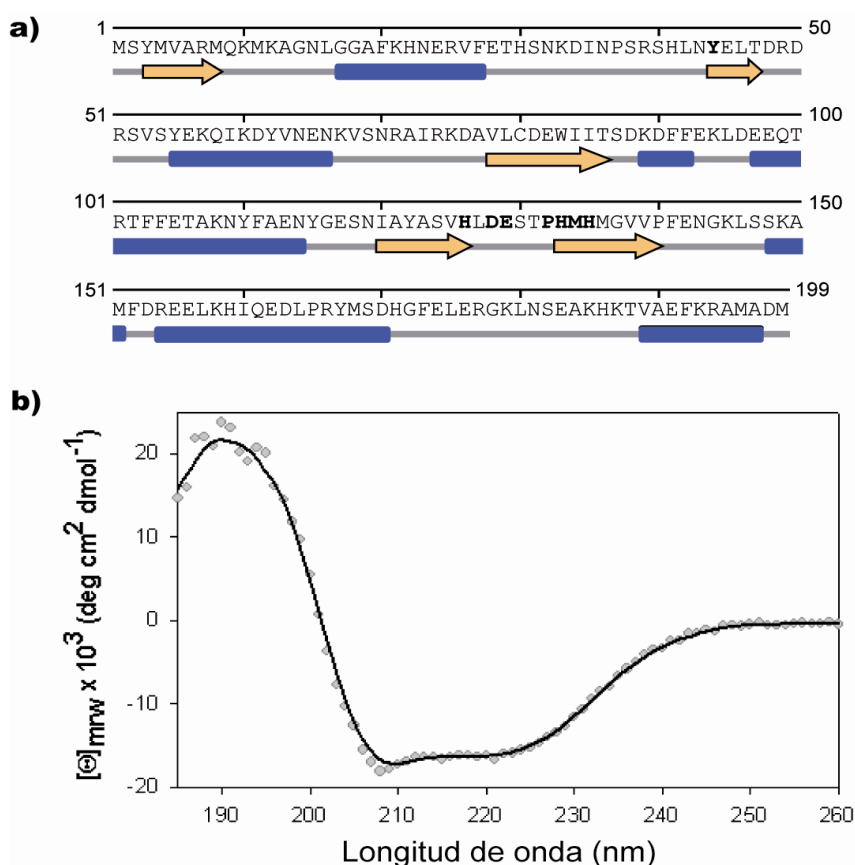 a)
1 50
MSYMVARMQKMKAGNLGGAFKHNERVFETHSNKDINPSRSHLNYELTDRD
51 100
RSVSYEKQIKDYVNENKVSNRAIRKDAVLCDEWIITSDKDFFEKLDEEQT
101 150
RTFFETAKNYFAENYGESNIAYASVHLDESTPHMHMGVVPFENGKLSSKA
151 199
MFDREELKHIQEDLPRYMSDHGFELERGKLNSEAKHKTVAEFKRAMADM
b)
[Θ]mrw x 10³ (deg cm² dmol⁻¹)
20
10
0
-10
-20
190 200 210 220 230 240 250 260
Longitud de onda (nm)